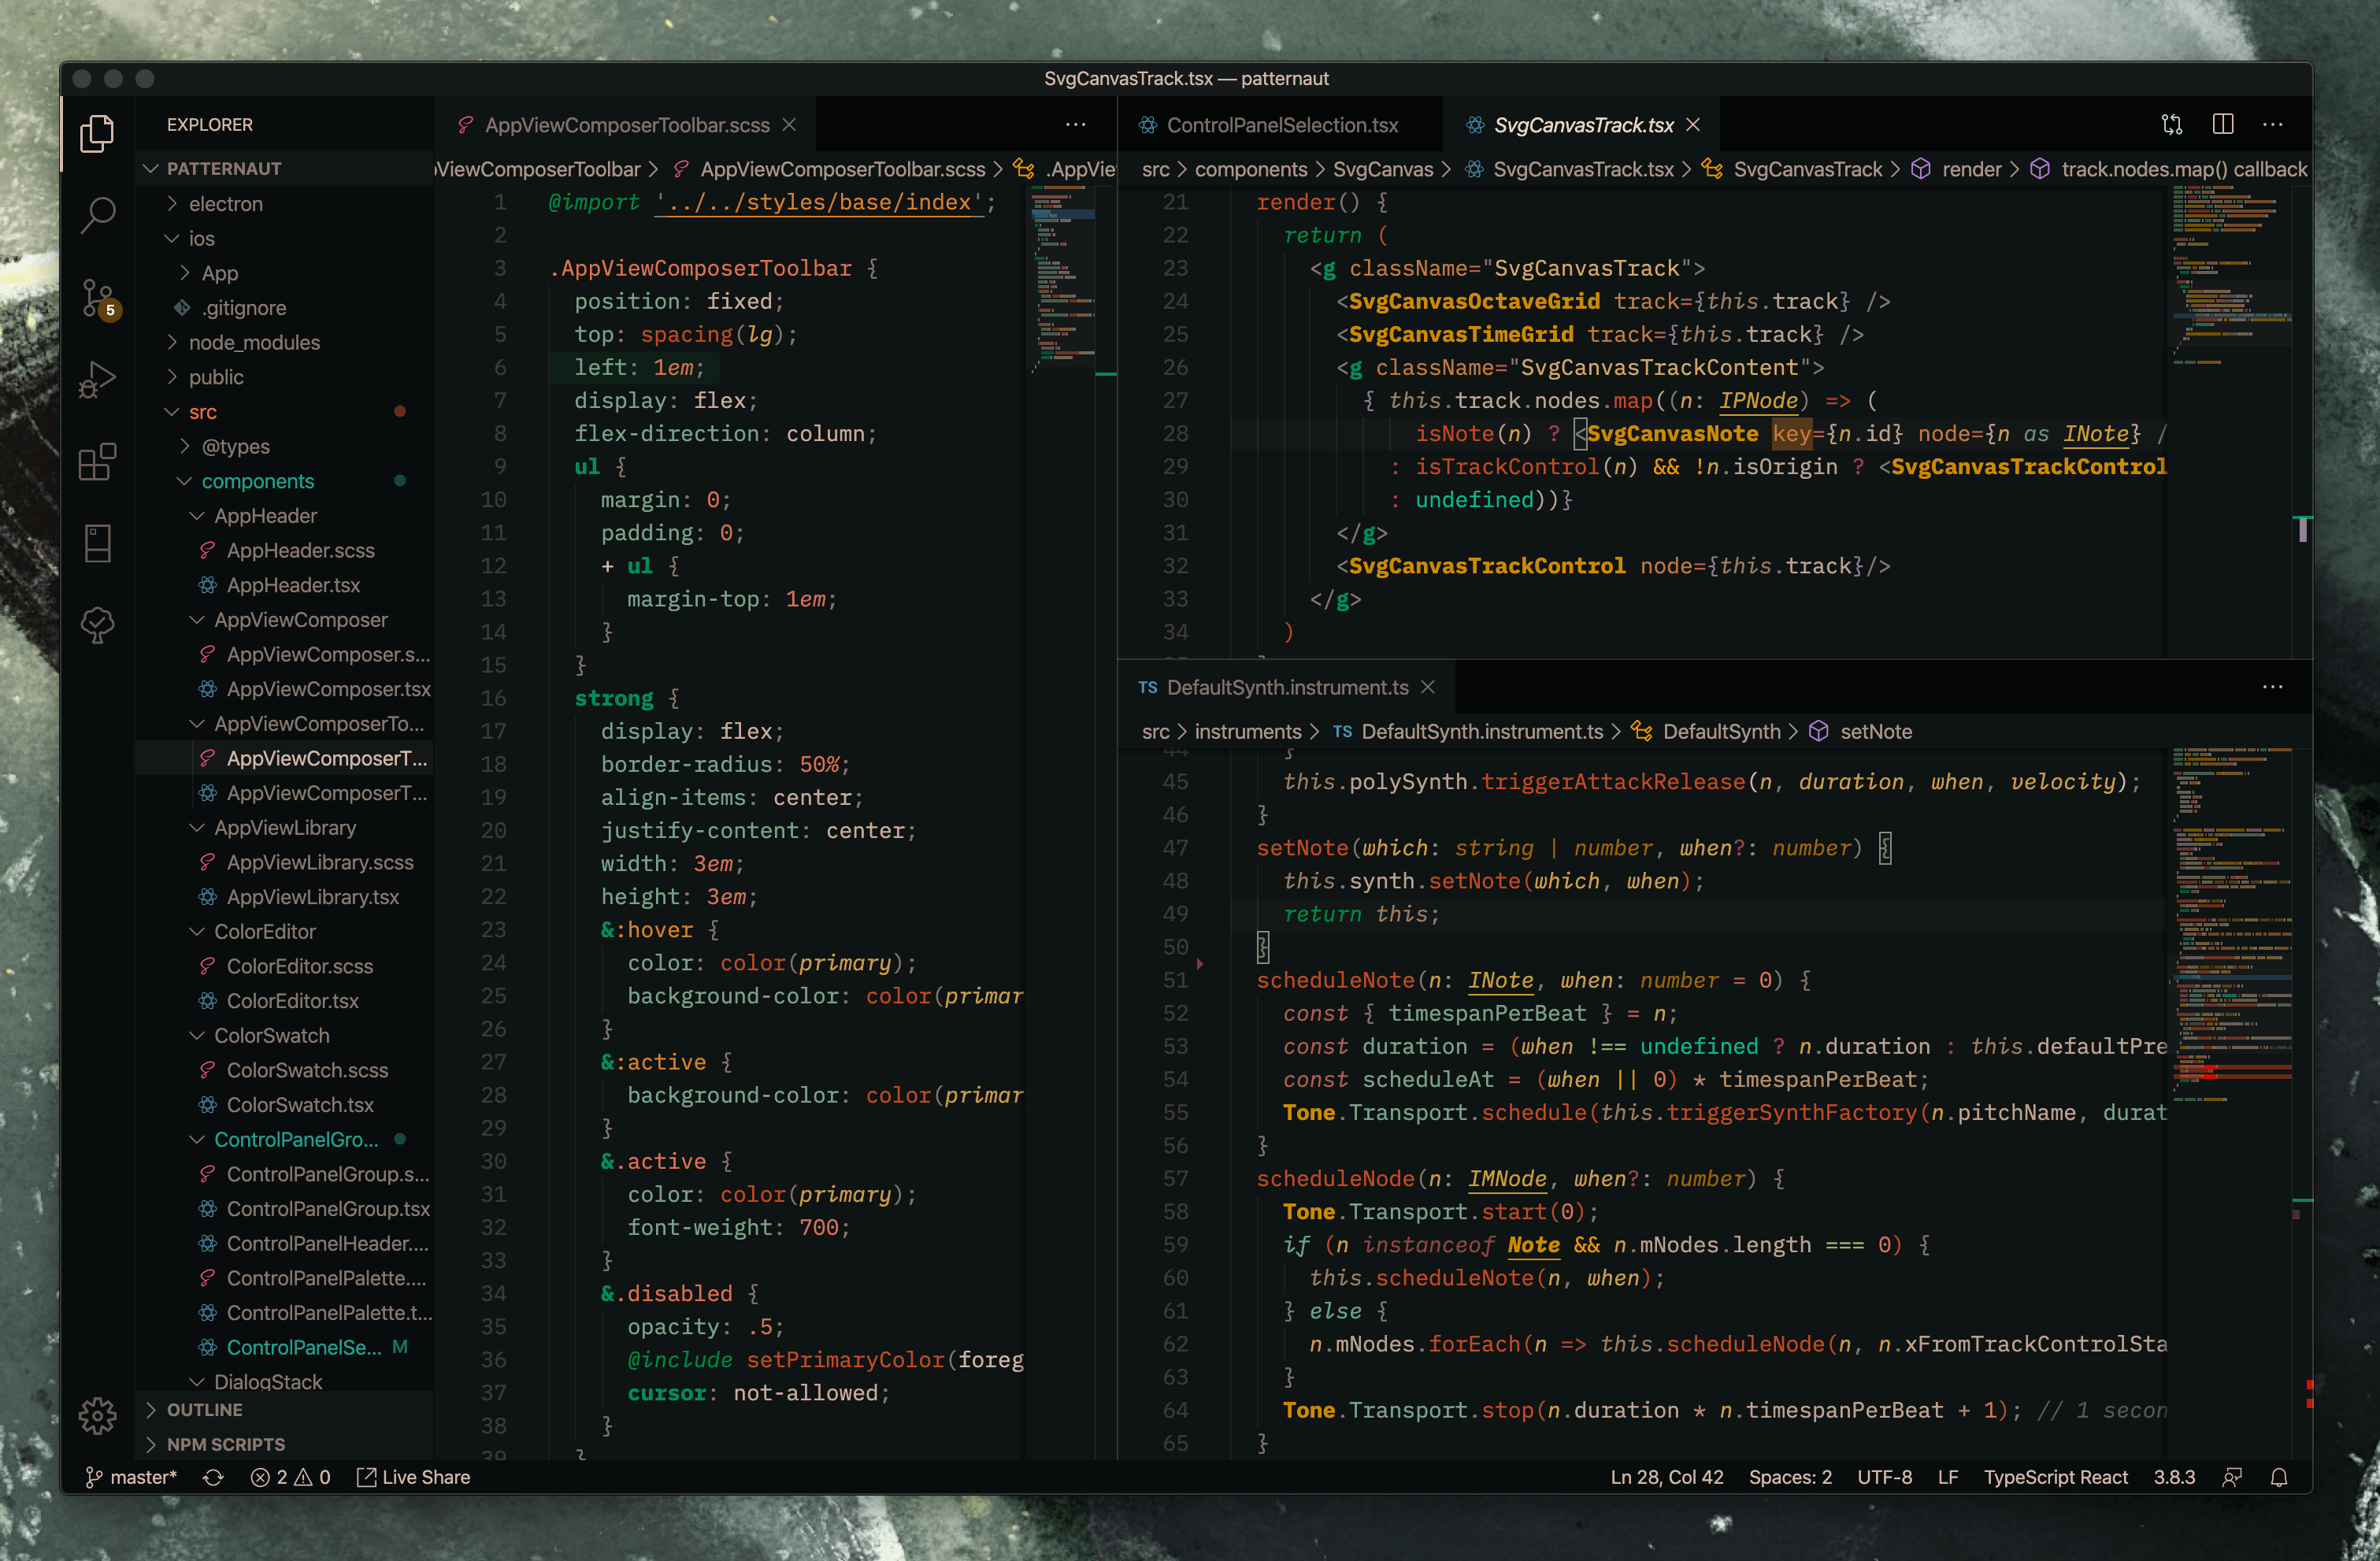 SvgCanvasTrack.tsx — patternaut
EXPLORER
PATTERNAUT
electron
ios
App
.gitignore
node_modules
public
src
@types
components
AppHeader
AppHeader.scss
AppHeader.tsx
AppViewComposer
AppViewComposer.s...
AppViewComposer.tsx
AppViewComposerTo...
AppViewComposerT...
AppViewComposerT...
AppViewLibrary
AppViewLibrary.scss
AppViewLibrary.tsx
ColorEditor
ColorEditor.scss
ColorEditor.tsx
ColorSwatch
ColorSwatch.scss
ColorSwatch.tsx
ControlPanelGro...
ControlPanelGroup.s...
ControlPanelGroup.tsx
ControlPanelHeader....
ControlPanelPalette....
ControlPanelPalette.t...
ControlPanelSe... M
DialogStack
OUTLINE
NPM SCRIPTS
5
AppViewComposerToolbar.scss
ViewComposerToolbar > AppViewComposerToolbar.scss > .AppVie
1 @import '../../styles/base/index';
2
3 .AppViewComposerToolbar {
4 position: fixed;
5 top: spacing(lg);
6 left: 1em;
7 display: flex;
8 flex-direction: column;
9 ul {
10 margin: 0;
11 padding: 0;
12 + ul {
13 margin-top: 1em;
14 }
15 }
16 strong {
17 display: flex;
18 border-radius: 50%;
19 align-items: center;
20 justify-content: center;
21 width: 3em;
22 height: 3em;
23 &:hover {
24 color: color(primary);
25 background-color: color(primar
26 }
27 &:active {
28 background-color: color(primar
29 }
30 &.active {
31 color: color(primary);
32 font-weight: 700;
33 }
34 &.disabled {
35 opacity: .5;
36 @include setPrimaryColor(foreg
37 cursor: not-allowed;
38 }
39 }
ControlPanelSelection.tsx
SvgCanvasTrack.tsx
src > components > SvgCanvas > SvgCanvasTrack.tsx > SvgCanvasTrack > render > track.nodes.map() callback
21 render() {
22 return (
23 <g className="SvgCanvasTrack">
24 <SvgCanvasOctaveGrid track={this.track} />
25 <SvgCanvasTimeGrid track={this.track} />
26 <g className="SvgCanvasTrackContent">
27 { this.track.nodes.map((n: IPNode) => (
28 isNote(n) ? <SvgCanvasNote key={n.id} node={n as INote} /
29 : isTrackControl(n) && !n.isOrigin ? <SvgCanvasTrackControl
30 : undefined))}
31 </g>
32 <SvgCanvasTrackControl node={this.track}/>
33 </g>
34 )
TS DefaultSynth.instrument.ts
src > instruments > TS DefaultSynth.instrument.ts > DefaultSynth > setNote
44 }
45 this.polySynth.triggerAttackRelease(n, duration, when, velocity);
46 }
47 setNote(which: string | number, when?: number) {
48 this.synth.setNote(which, when);
49 return this;
50 }
51 scheduleNote(n: INote, when: number = 0) {
52 const { timespanPerBeat } = n;
53 const duration = (when !== undefined ? n.duration : this.defaultPre
54 const scheduleAt = (when || 0) * timespanPerBeat;
55 Tone.Transport.schedule(this.triggerSynthFactory(n.pitchName, durat
56 }
57 scheduleNode(n: IMNode, when?: number) {
58 Tone.Transport.start(0);
59 if (n instanceof Note && n.mNodes.length === 0) {
60 this.scheduleNote(n, when);
61 } else {
62 n.mNodes.forEach(n => this.scheduleNode(n, n.xFromTrackControlSta
63 }
64 Tone.Transport.stop(n.duration * n.timespanPerBeat + 1); // 1 secon
65 }
master* 2 0 Live Share Ln 28, Col 42 Spaces: 2 UTF-8 LF TypeScript React 3.8.3